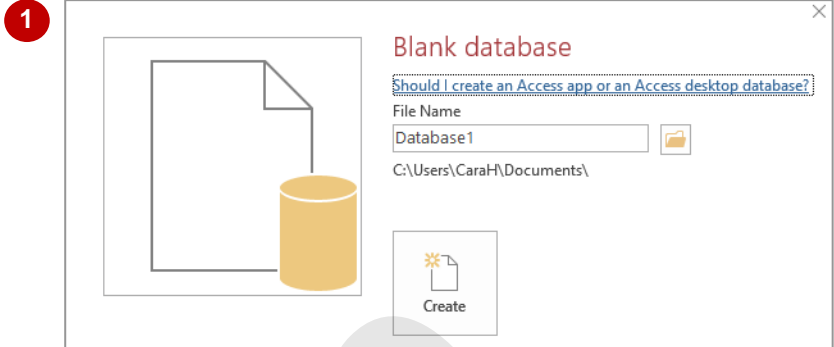 1
Blank database
Should I create an Access app or an Access desktop database?
File Name
Database1
C:\Users\CaraH\Documents\
Create